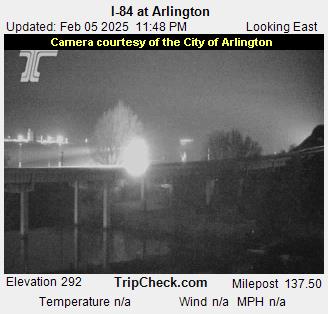 I-84 at Arlington
Updated: Feb 05 2025 11:48 PM Looking East
Camera courtesy of the City of Arlington
Elevation 292 TripCheck.com Milepost 137.50
Temperature n/a Wind n/a MPH n/a